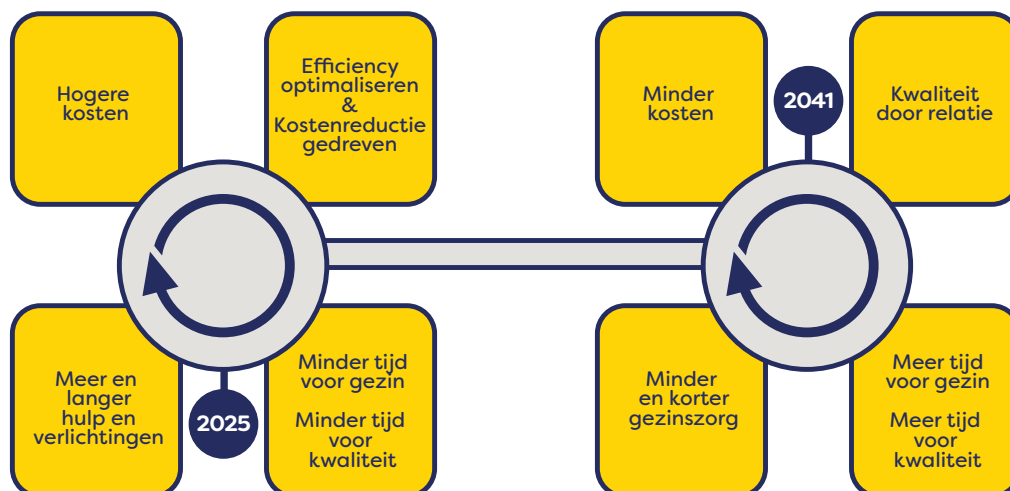 Hogere
kosten
Efficiency
optimaliseren
&
Kostenreductie
gedreven
Meer en
langer
hulp en
verlichtingen
2025
Minder tijd
voor gezin
Minder tijd
voor
kwaliteit
Minder
kosten
2041
Kwaliteit
door relatie
Minder
en korter
gezinszorg
Meer tijd
voor gezin
Meer tijd
voor
kwaliteit